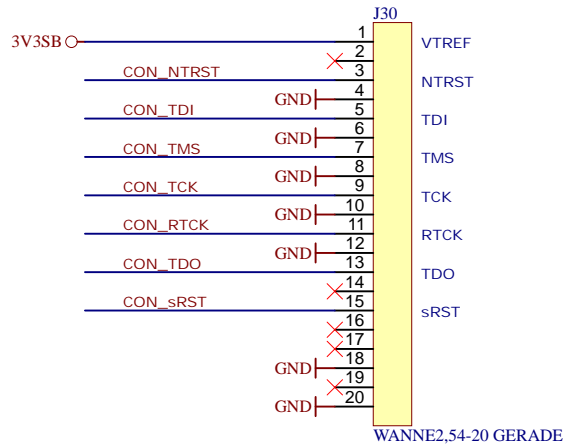 J30
3V3SB 1 VTREF
2
CON_NTRST 3 NTRST
GND 4
CON_TDI 5 TDI
GND 6
CON_TMS 7 TMS
GND 8
CON_TCK 9 TCK
GND 10
CON_RTCK 11 RTCK
GND 12
CON_TDO 13 TDO
14
CON_sRST 15 sRST
16
17
GND 18
19
GND 20
WANNE2,54-20 GERADE